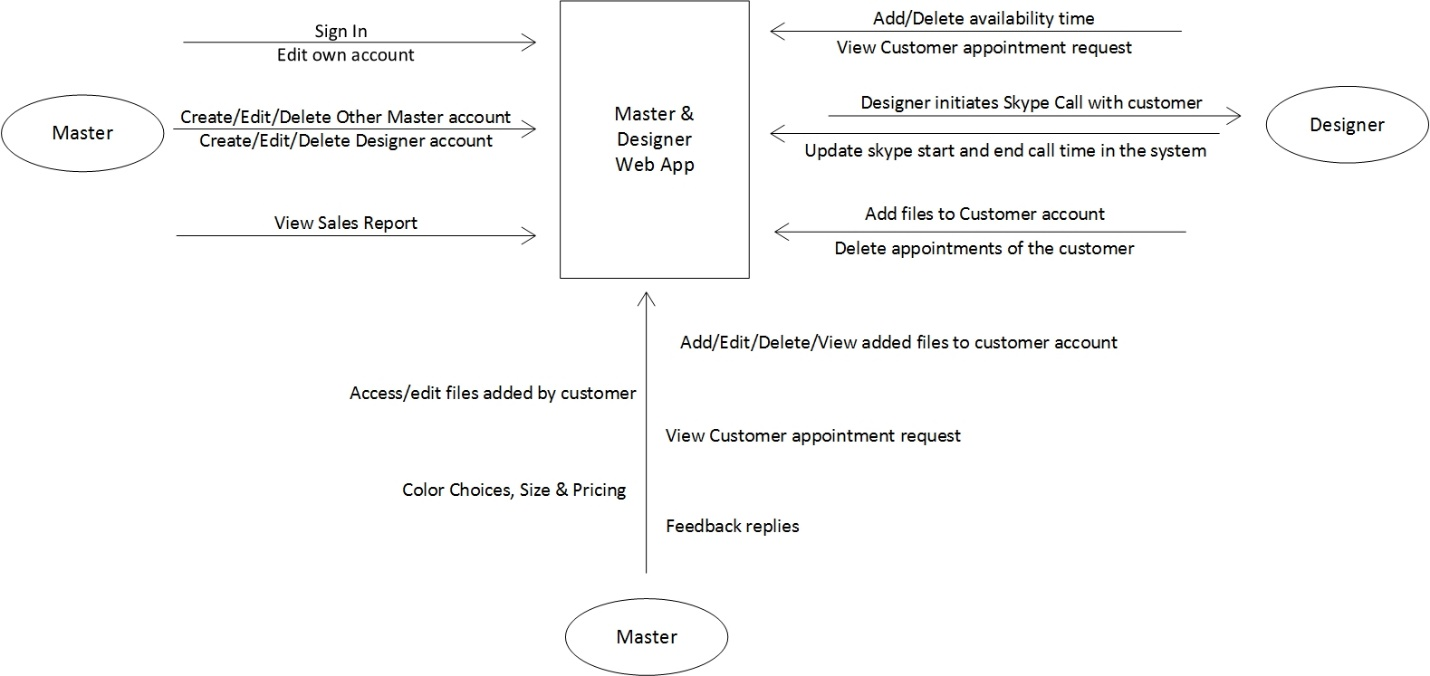 Sign In
Edit own account
Master
Create/Edit/Delete Other Master account
Create/Edit/Delete Designer account
View Sales Report
Master &
Designer
Web App
Add/Delete availability time
View Customer appointment request
Designer initiates Skype Call with customer
Update skype start and end call time in the system
Designer
Add files to Customer account
Delete appointments of the customer
Add/Edit/Delete/View added files to customer account
Access/edit files added by customer
View Customer appointment request
Color Choices, Size & Pricing
Feedback replies
Master